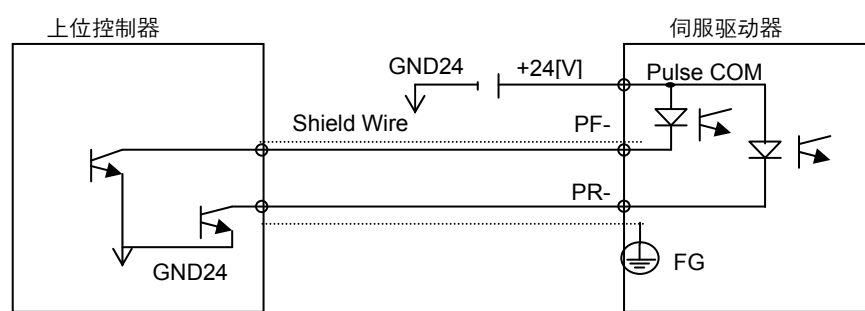 上位控制器
伺服驱动器
GND24
+24[V]
Pulse COM
Shield Wire
PF-
PR-
GND24
FG